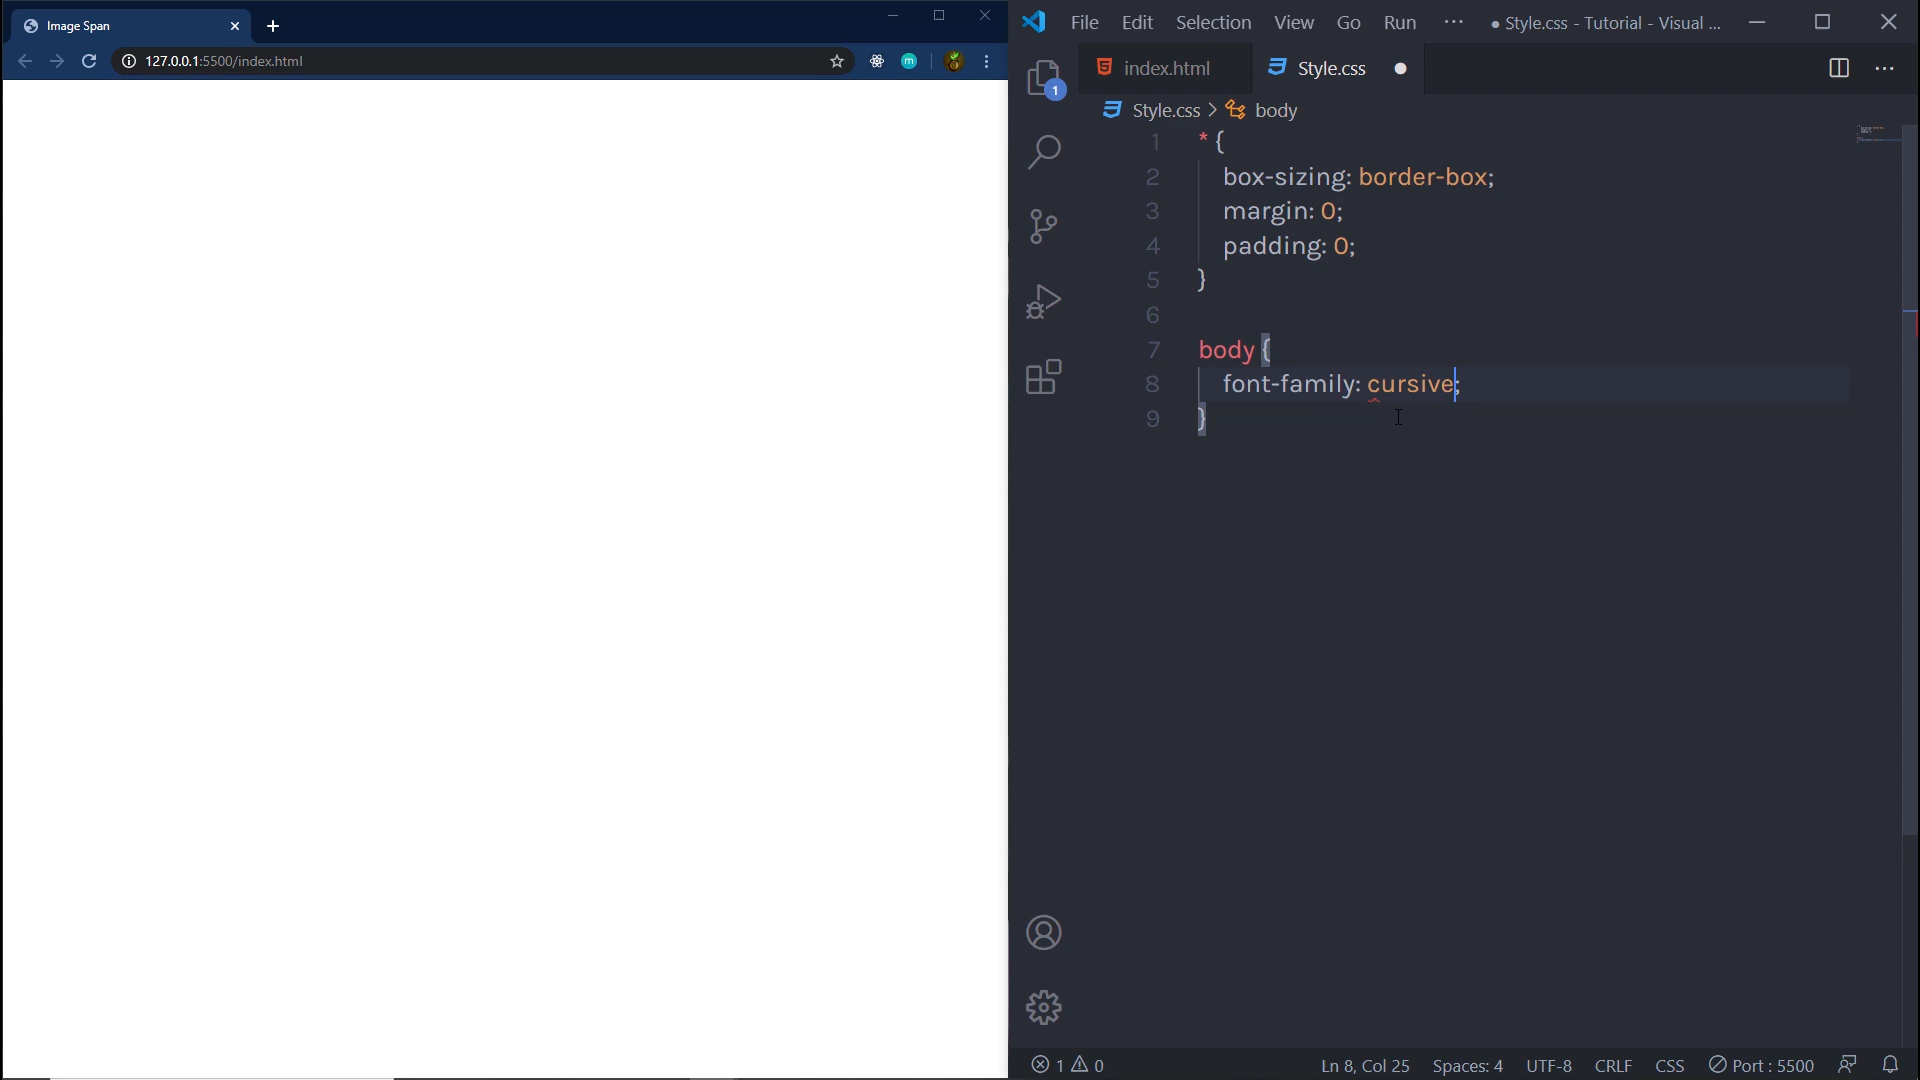 Image Span
127.0.0.1:5500/index.html
m
File Edit Selection View Go Run ··· ● Style.css - Tutorial - Visual ...
index.html
Style.css
1
Style.css > body
1 * {
2 box-sizing: border-box;
3 margin: 0;
4 padding: 0;
5 }
6
7 body {
8 font-family: cursive;
9 }
1 0 Ln 8, Col 25 Spaces: 4 UTF-8 CRLF CSS Port : 5500